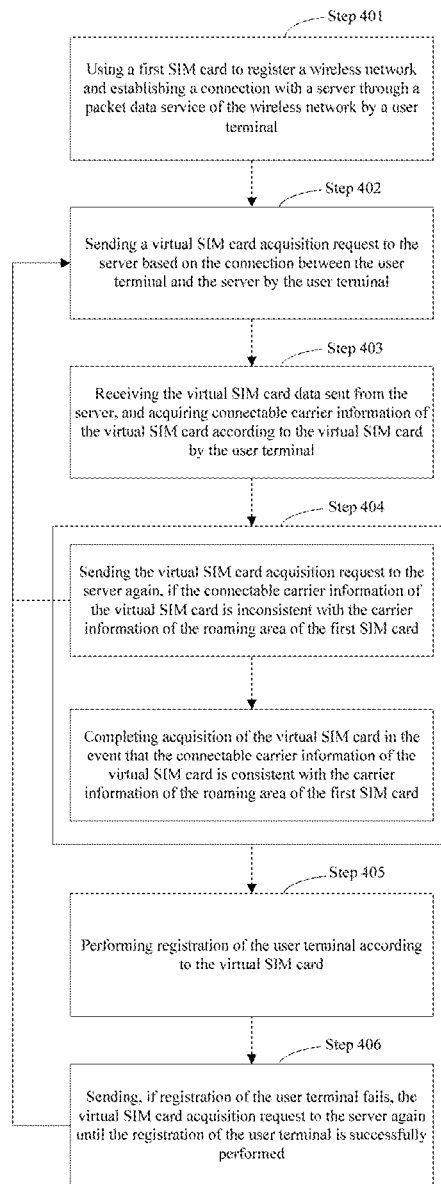 Step 401
Using a first SIM card to register a wireless network
and establishing a connection with a server through a
packet data service of the wireless network by a user
terminal
Step 402
Sending a virtual SIM card acquisition request to the
server based on the connection between the user
terminal and the server by the user terminal
Step 403
Receiving the virtual SIM card data sent from the
server, and acquiring connectable carrier information of
the virtual SIM card according to the virtual SIM card
by the user terminal
Step 404
Sending the virtual SIM card acquisition request to the
server again, if the connectable carrier information
of the virtual SIM card is inconsistent with the carrier
information of the roaming area of the first SIM card
Completing acquisition of the virtual SIM card in the
event that the connectable carrier information of the
virtual SIM card is consistent with the carrier
information of the roaming area of the first SIM card
Step 405
Performing registration of the user terminal according
to the virtual SIM card
Step 406
Sending, if registration of the user terminal fails, the
virtual SIM card acquisition request to the server again
until the registration of the user terminal is successfully
performed